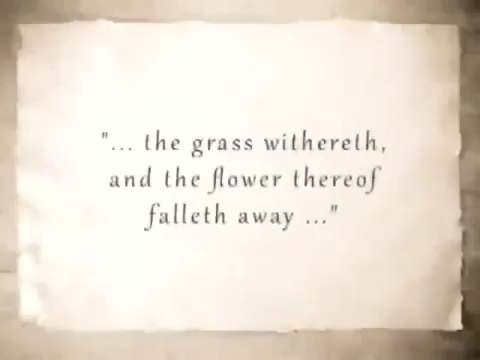 "... the grass withereth,
and the flower thereof
falleth away ..."